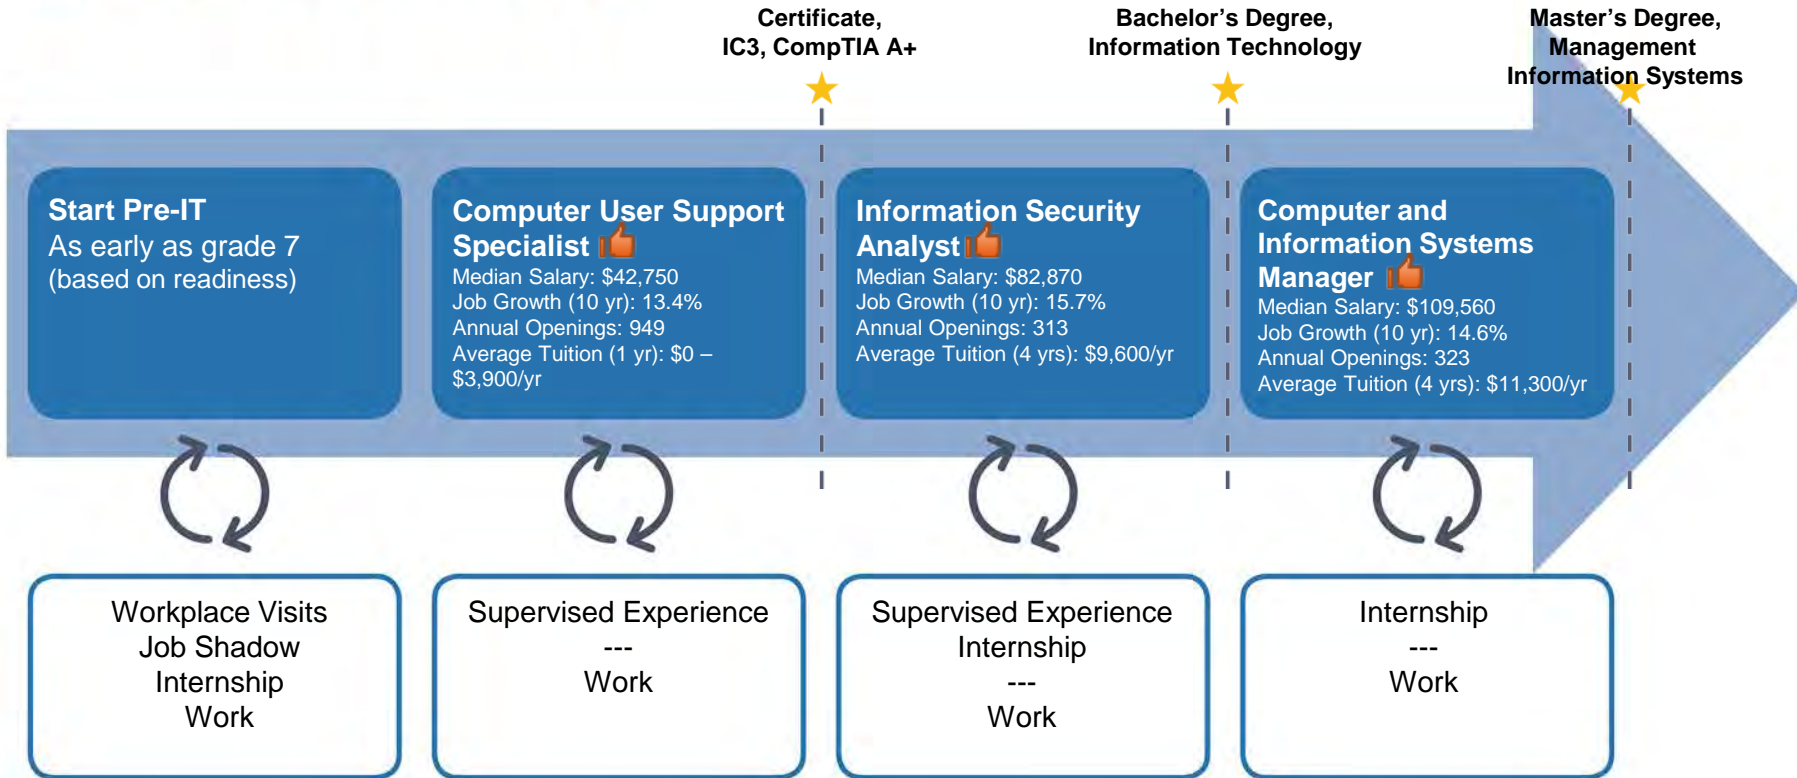 Certificate,
IC3, CompTIA A+
Bachelor’s Degree,
Information Technology
Master’s Degree,
Management
Information Systems
Start Pre-IT
As early as grade 7
(based on readiness)
Computer User Support
Specialist
Median Salary: $42,750
Job Growth (10 yr): 13.4%
Annual Openings: 949
Average Tuition (1 yr): $0 –
$3,900/yr
Information Security
Analyst
Median Salary: $82,870
Job Growth (10 yr): 15.7%
Annual Openings: 313
Average Tuition (4 yrs): $9,600/yr
Computer and
Information Systems
Manager
Median Salary: $109,560
Job Growth (10 yr): 14.6%
Annual Openings: 323
Average Tuition (4 yrs): $11,300/yr
Workplace Visits
Job Shadow
Internship
Work
Supervised Experience
---
Work
Supervised Experience
Internship
---
Work
Internship
---
Work